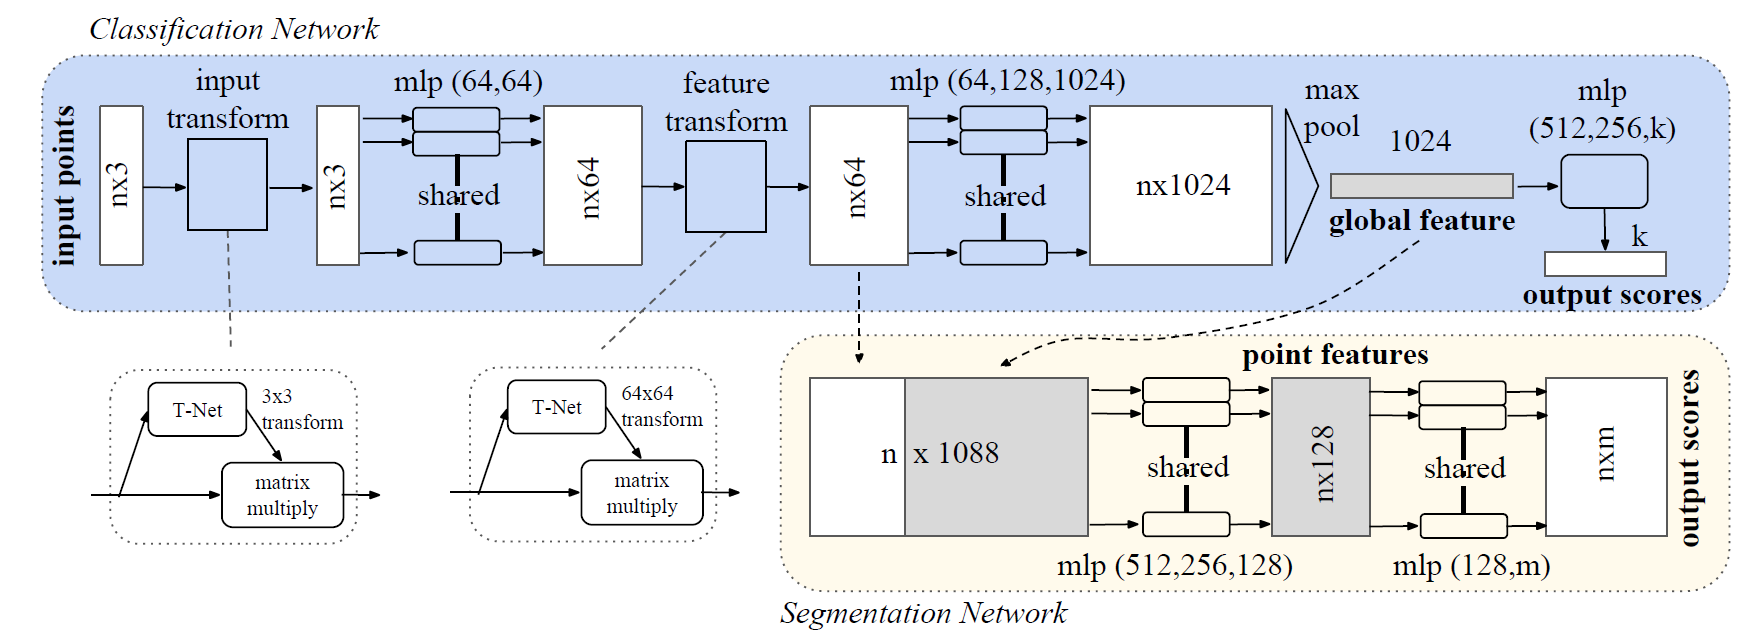 Classification Network
input points
nx3
input
transform
nx3
mlp (64,64)
shared
nx64
feature
transform
nx64
mlp (64,128,1024)
shared
nx1024
max
pool
1024
global feature
mlp
(512,256,k)
k
output scores
T-Net
3x3
transform
matrix
multiply
T-Net
64x64
transform
matrix
multiply
point features
n x 1088
shared
mlp (512,256,128)
nx128
shared
mlp (128,m)
nxm
output scores
Segmentation Network